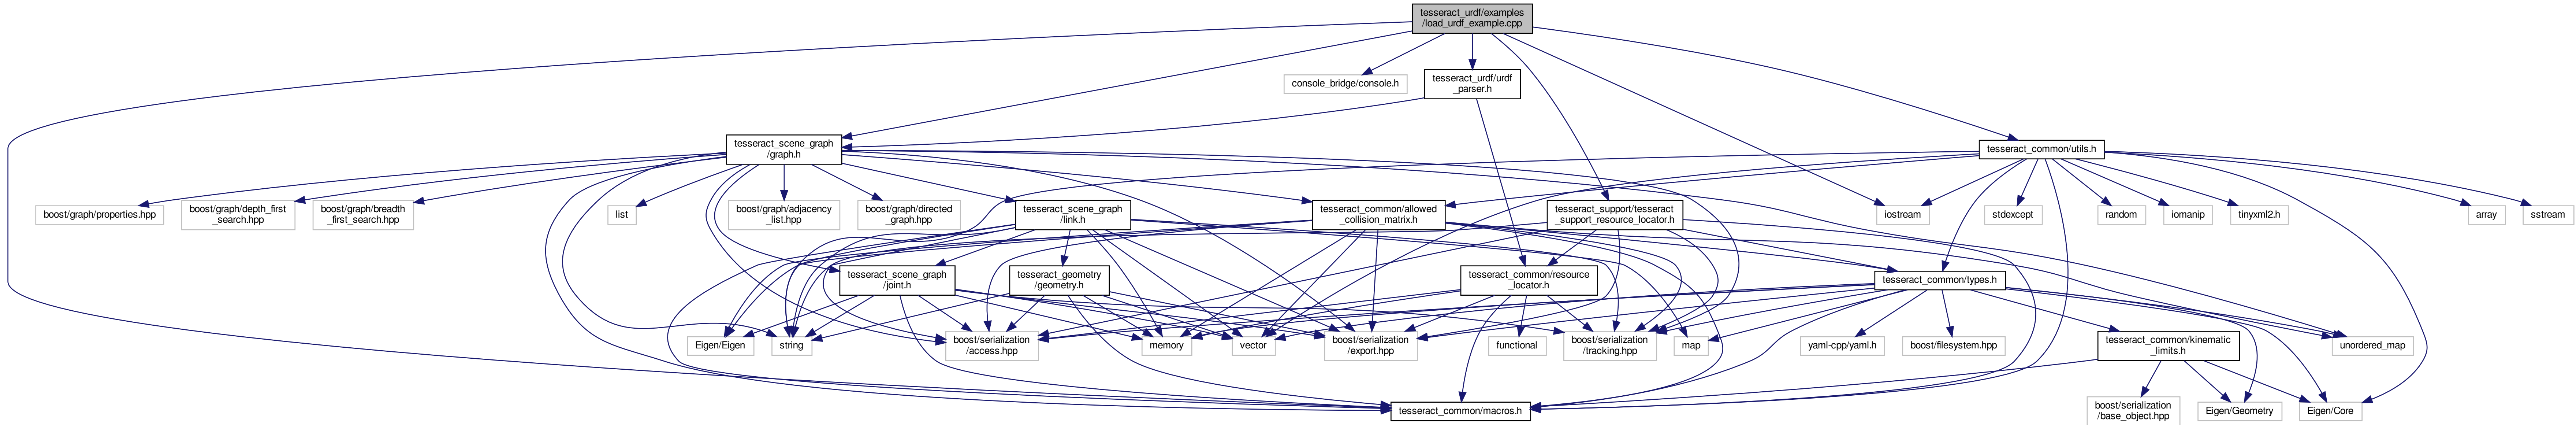 tesseract_urdf/examples
/load_urdf_example.cpp
console_bridge/console.h
tesseract_urdf/urdf
_parser.h
tesseract_scene_graph
/graph.h
tesseract_common/utils.h
boost/graph/properties.hpp
boost/graph/depth_first
_search.hpp
boost/graph/breadth
_first_search.hpp
list
boost/graph/adjacency
_list.hpp
boost/graph/directed
_graph.hpp
tesseract_scene_graph
/link.h
tesseract_common/allowed
_collision_matrix.h
tesseract_support/tesseract
_support_resource_locator.h
iostream
stdexcept
random
iomanip
tinyxml2.h
array
sstream
tesseract_scene_graph
/joint.h
tesseract_geometry
/geometry.h
tesseract_common/resource
_locator.h
tesseract_common/types.h
Eigen/Eigen
string
boost/serialization
/access.hpp
memory
vector
boost/serialization
/export.hpp
functional
boost/serialization
/tracking.hpp
map
yaml-cpp/yaml.h
boost/filesystem.hpp
tesseract_common/kinematic
_limits.h
unordered_map
tesseract_common/macros.h
boost/serialization
/base_object.hpp
Eigen/Geometry
Eigen/Core